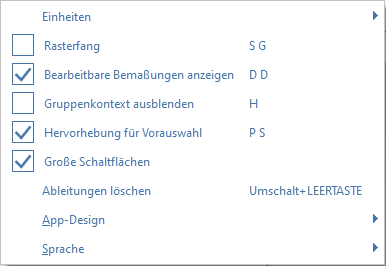 Einheiten
Rasterfang S G
Bearbeitbare Bemaßungen anzeigen D D
Gruppenkontext ausblenden H
Hervorhebung für Vorauswahl P S
Große Schaltflächen
Ableitungen löschen Umschalt+LEERTASTE
App-Design
Sprache